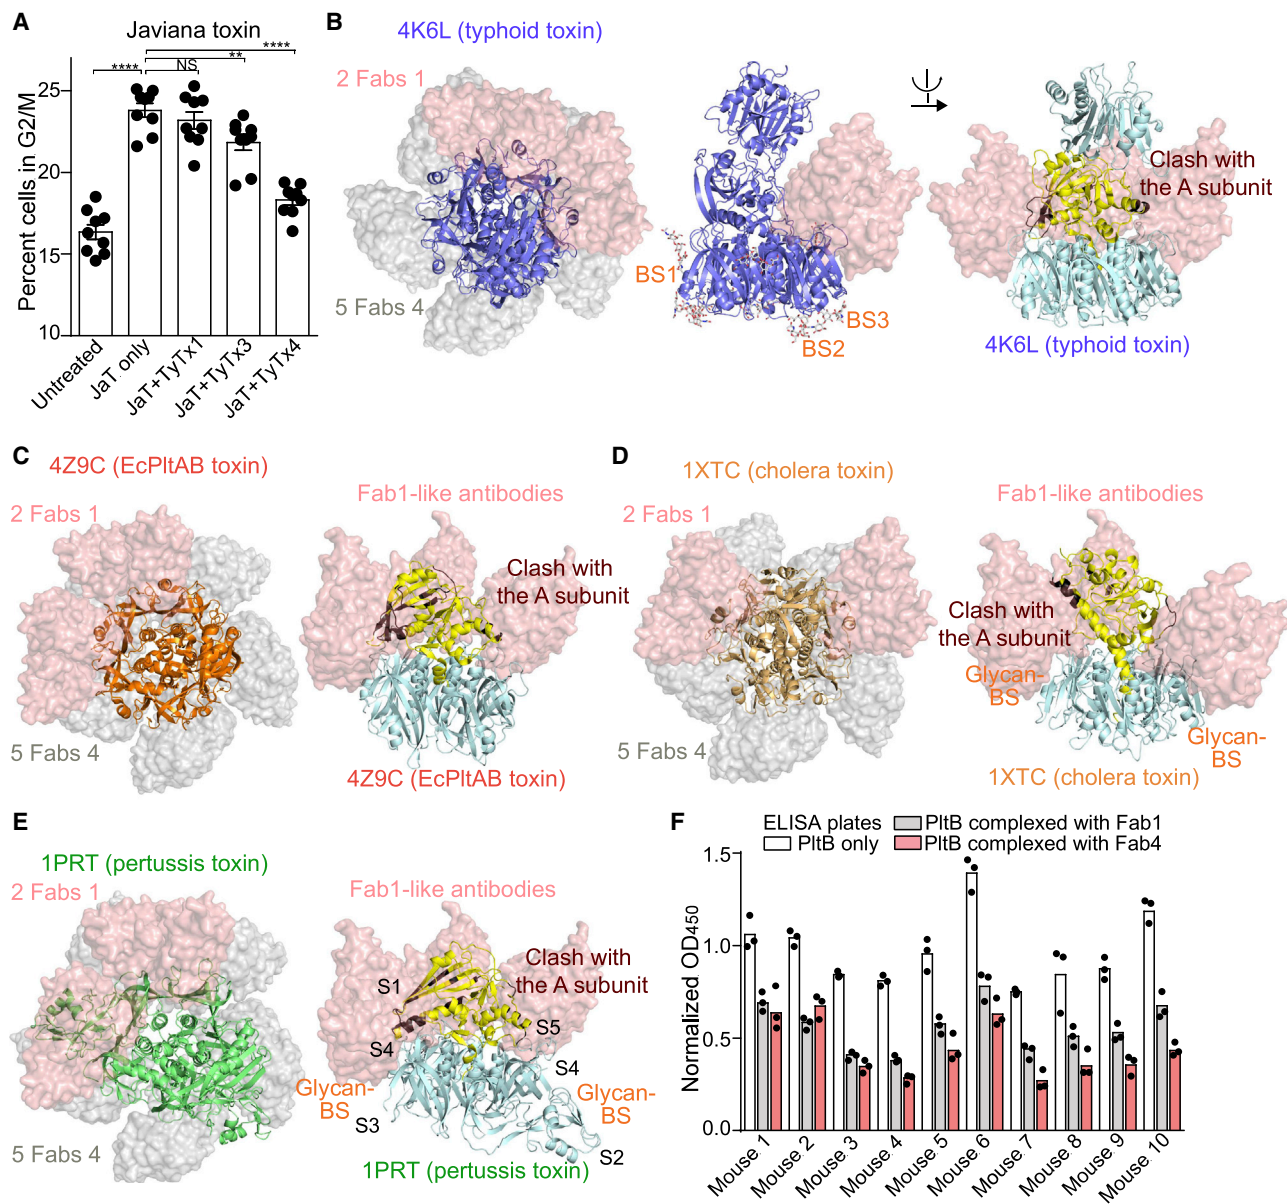 A
Javiana toxin
****
**
****
NS
Percent cells in G2/M
25
20
15
10
Untreated
JaT only
JaT+TyTx1
JaT+TyTx3
JaT+TyTx4
B
4K6L (typhoid toxin)
2 Fabs 1
5 Fabs 4
BS1
BS2
BS3
Clash with
the A subunit
4K6L (typhoid toxin)
C
4Z9C (EcPltAB toxin)
2 Fabs 1
5 Fabs 4
Fab1-like antibodies
Clash with
the A subunit
4Z9C (EcPltAB toxin)
D
1XTC (cholera toxin)
2 Fabs 1
5 Fabs 4
Fab1-like antibodies
Clash with
the A subunit
Glycan-
BS
Glycan-
BS
1XTC (cholera toxin)
E
1PRT (pertussis toxin)
2 Fabs 1
5 Fabs 4
Fab1-like antibodies
Clash with
the A subunit
S1
S5
S4
S4
Glycan-
BS
Glycan-
BS
S3
S2
1PRT (pertussis toxin)
F
ELISA plates
PltB only
PltB complexed with Fab1
PltB complexed with Fab4
Normalized OD450
1.5
1.0
0.5
0.0
Mouse 1
Mouse 2
Mouse 3
Mouse 4
Mouse 5
Mouse 6
Mouse 7
Mouse 8
Mouse 9
Mouse 10